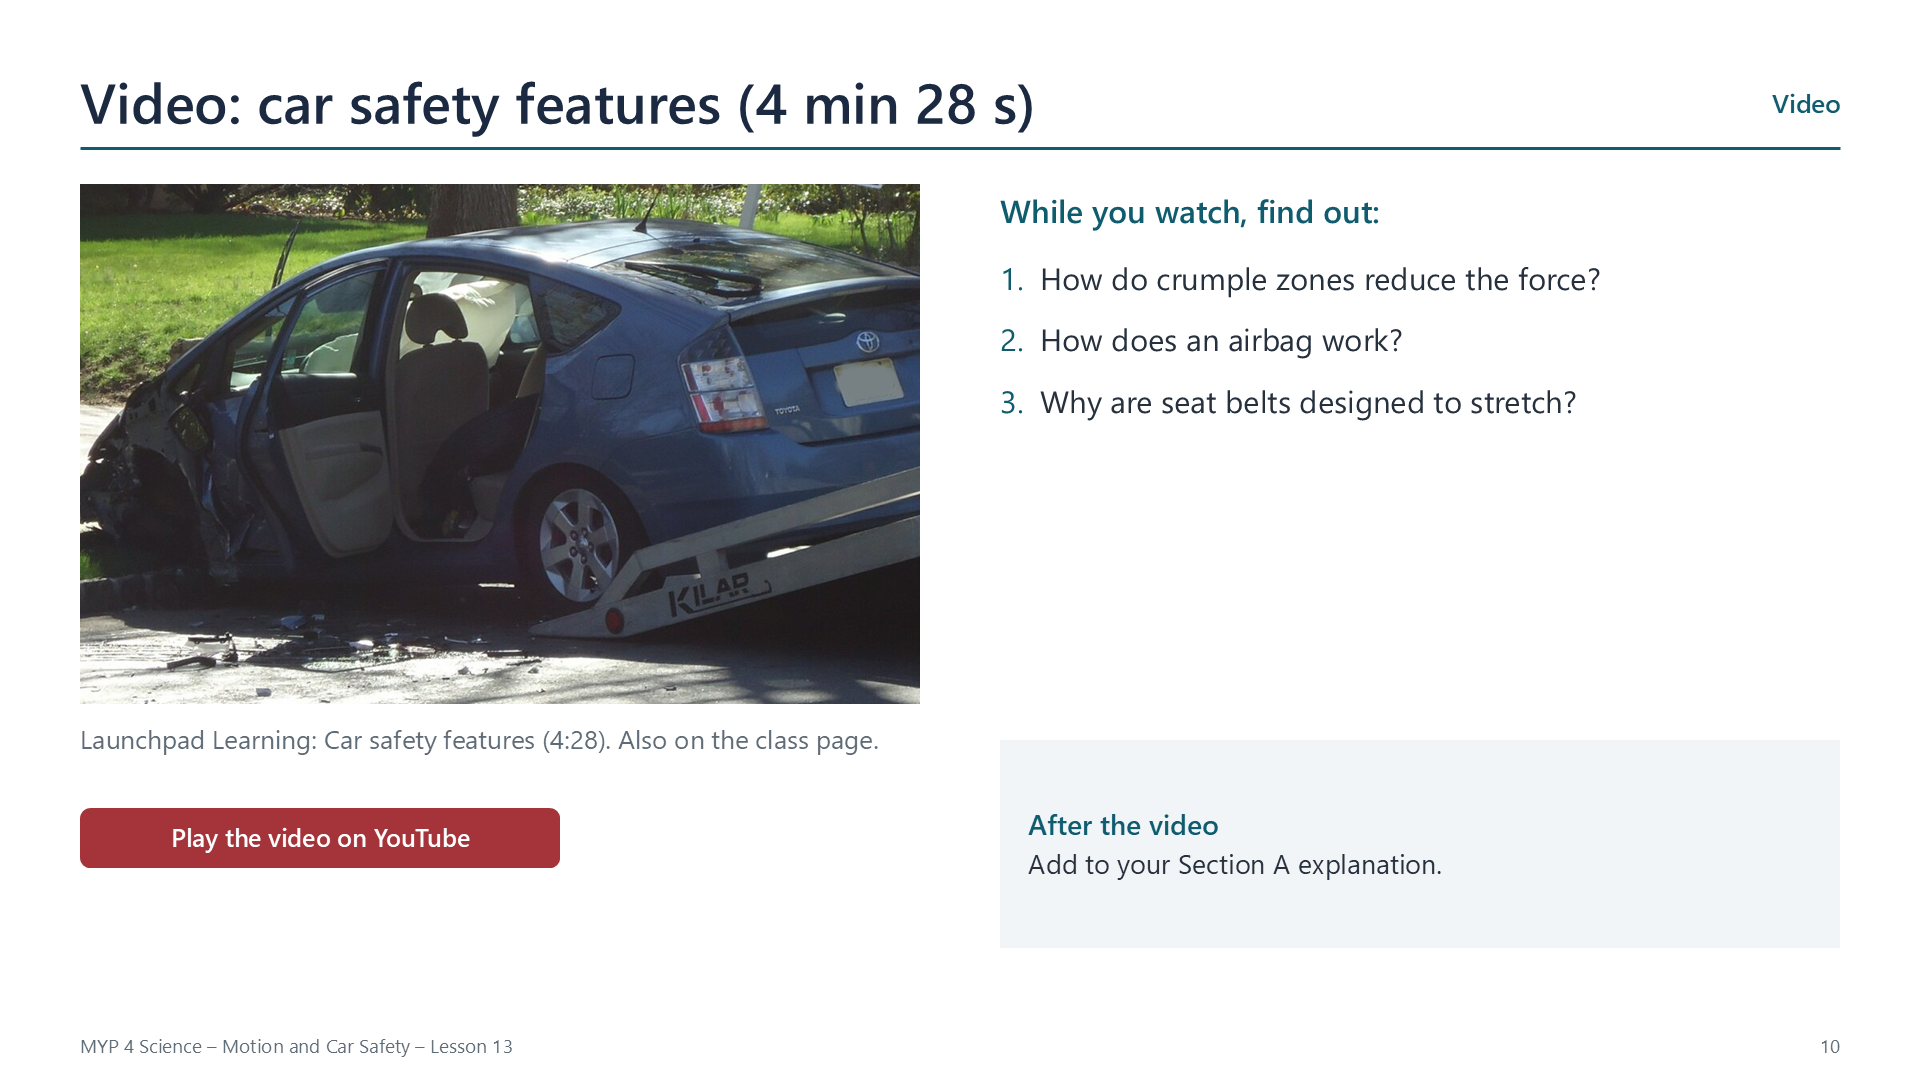 Video: car safety features (4 min 28 s)
Video
TOYOTA
KILAR
Launchpad Learning: Car safety features (4:28). Also on the class page.
Play the video on YouTube
While you watch, find out:
1. How do crumple zones reduce the force?
2. How does an airbag work?
3. Why are seat belts designed to stretch?
After the video
Add to your Section A explanation.
MYP 4 Science – Motion and Car Safety – Lesson 13
10